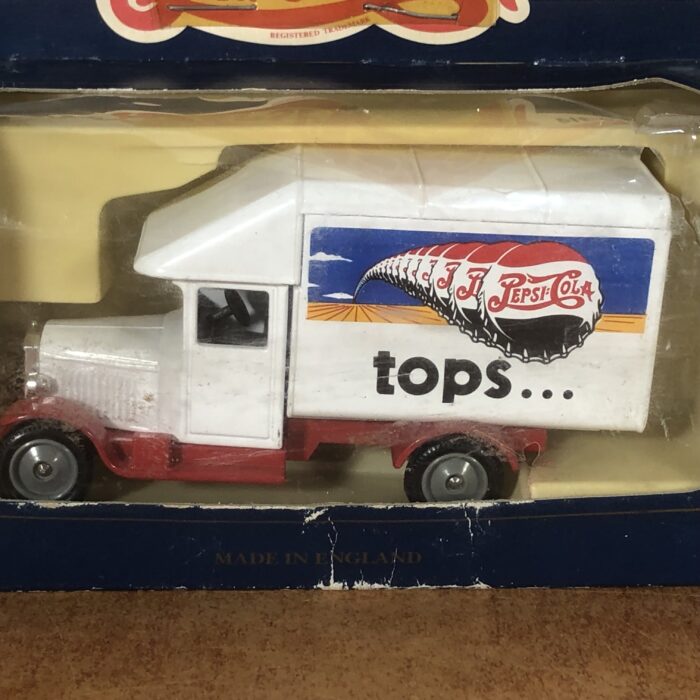 REGISTERED TRADEMARK
PEPSI-COLA
tops...
MADE IN ENGLAND